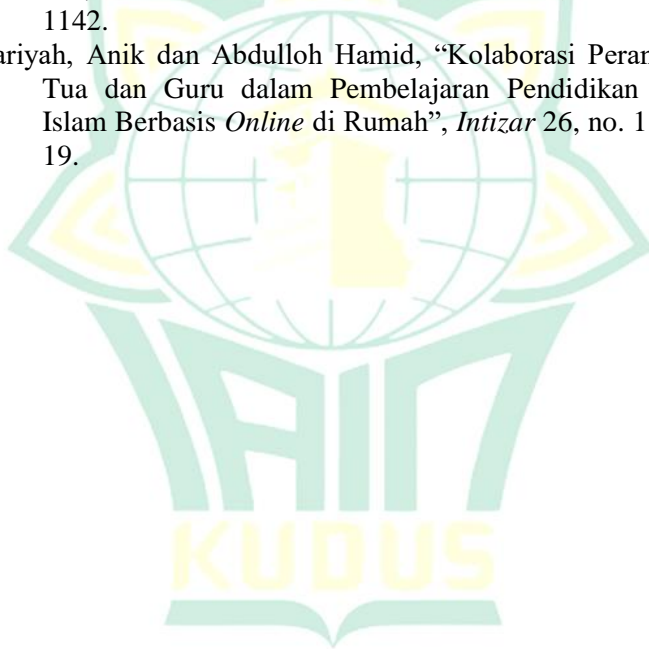 1142.
ariyah, Anik dan Abdulloh Hamid, “Kolaborasi Peran
Tua dan Guru dalam Pembelajaran Pendidikan
Islam Berbasis Online di Rumah”, Intizar 26, no. 1
19.
IAIN
KUDUS